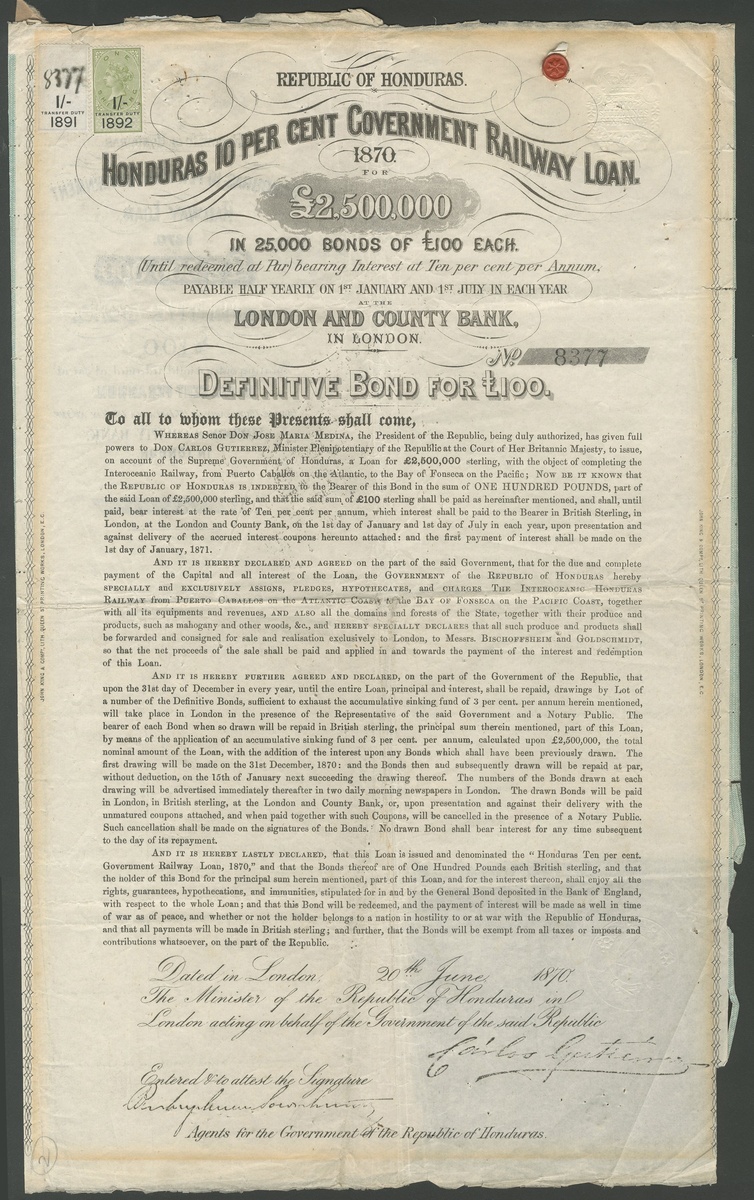 8377
1/-
TRANSFER DUTY
1891
1/-
TRANSFER DUTY
1892
REPUBLIC OF HONDURAS.
HONDURAS 10 PER CENT GOVERNMENT RAILWAY LOAN.
1870.
FOR
£2,500,000
IN 25,000 BONDS OF £100 EACH.
(Until redeemed at Par) bearing Interest at Ten per cent per Annum,
PAYABLE HALF YEARLY ON 1ST JANUARY AND 1ST JULY IN EACH YEAR
AT THE
LONDON AND COUNTY BANK,
IN LONDON.
No. 8377
DEFINITIVE BOND FOR £100.
To all to whom these Presents shall come,
WHEREAS Senor DON JOSE MARIA MEDINA, the President of the Republic, being duly authorized, has given full
powers to DON CARLOS GUTIERREZ, Minister Plenipotentiary of the Republic at the Court of Her Britannic Majesty, to issue,
on account of the Supreme Government of Honduras, a Loan for £2,500,000 sterling, with the object of completing the
Interoceanic Railway, from Puerto Caballos on the Atlantic, to the Bay of Fonseca on the Pacific; NOW BE IT KNOWN that
the REPUBLIC OF HONDURAS IS INDEBTED to the Bearer of this Bond in the sum of ONE HUNDRED POUNDS, part of
the said Loan of £2,500,000 sterling, and that the said sum of £100 sterling shall be paid as hereinafter mentioned, and shall, until
paid, bear interest at the rate of Ten per cent per annum, which interest shall be paid to the Bearer in British Sterling, in
London, at the London and County Bank, on the 1st day of January and 1st day of July in each year, upon presentation and
against delivery of the accrued interest coupons hereunto attached: and the first payment of interest shall be made on the
1st day of January, 1871.
AND IT IS HEREBY DECLARED AND AGREED on the part of the said Government, that for the due and complete
payment of the Capital and all interest of the Loan, the GOVERNMENT of the REPUBLIC OF HONDURAS hereby
SPECIALLY and EXCLUSIVELY ASSIGNS, PLEDGES, HYPOTHECATES, and CHARGES THE INTEROCEANIC HONDURAS
RAILWAY from PUERTO CABALLOS on the ATLANTIC COAST, to the BAY OF FONSECA on the PACIFIC COAST, together
with all its equipments and revenues, AND ALSO all the domains and forests of the State, together with their produce and
products, such as mahogany and other woods, &c., and HEREBY SPECIALLY DECLARES that all such produce and products shall
be forwarded and consigned for sale and realisation exclusively to London, to Messrs. BISCHOFFSHEIM and GOLDSCHMIDT,
so that the net proceeds of the sale shall be paid and applied in and towards the payment of the interest and redemption
of this Loan.
AND IT IS HEREBY FURTHER AGREED AND DECLARED, on the part of the Government of the Republic, that
upon the 31st day of December in every year, until the entire Loan, principal and interest, shall be repaid, drawings by Lot of
a number of the Definitive Bonds, sufficient to exhaust the accumulative sinking fund of 3 per cent. per annum herein mentioned,
will take place in London in the presence of the Representative of the said Government and a Notary Public. The
bearer of each Bond when so drawn will be repaid in British sterling, the principal sum therein mentioned, part of this Loan,
by means of the application of an accumulative sinking fund of 3 per cent. per annum, calculated upon £2,500,000, the total
nominal amount of the Loan, with the addition of the interest upon any Bonds which shall have been previously drawn. The
first drawing will be made on the 31st December, 1870: and the Bonds then and subsequently drawn will be repaid at par,
without deduction, on the 15th of January next succeeding the drawing thereof. The numbers of the Bonds drawn at each
drawing will be advertised immediately thereafter in two daily morning newspapers in London. The drawn Bonds will be paid
in London, in British sterling, at the London and County Bank, or, upon presentation and against their delivery with the
unmatured coupons attached, and when paid together with such Coupons, will be cancelled in the presence of a Notary Public.
Such cancellation shall be made on the signatures of the Bonds. No drawn Bond shall bear interest for any time subsequent
to the day of its repayment.
AND IT IS HEREBY LASTLY DECLARED, that this Loan is issued and denominated the "Honduras Ten per cent.
Government Railway Loan, 1870," and that the Bonds thereof are of One Hundred Pounds each British sterling, and that
the holder of this Bond for the principal sum herein mentioned, part of this Loan, and for the interest thereon, shall enjoy all the
rights, guarantees, hypothecations, and immunities, stipulated for in and by the General Bond deposited in the Bank of England,
with respect to the whole Loan; and that this Bond will be redeemed, and the payment of interest will be made as well in time
of war as of peace, and whether or not the holder belongs to a nation in hostility to or at war with the Republic of Honduras,
and that all payments will be made in British sterling; and further, that the Bonds will be exempt from all taxes or imposts and
contributions whatsoever, on the part of the Republic.
Dated in London, 20th June, 1870.
The Minister of the Republic of Honduras in
London acting on behalf of the Government of the said Republic
Carlos Gutierrez
Entered & to attest the Signature
Agents for the Government of the Republic of Honduras.
2